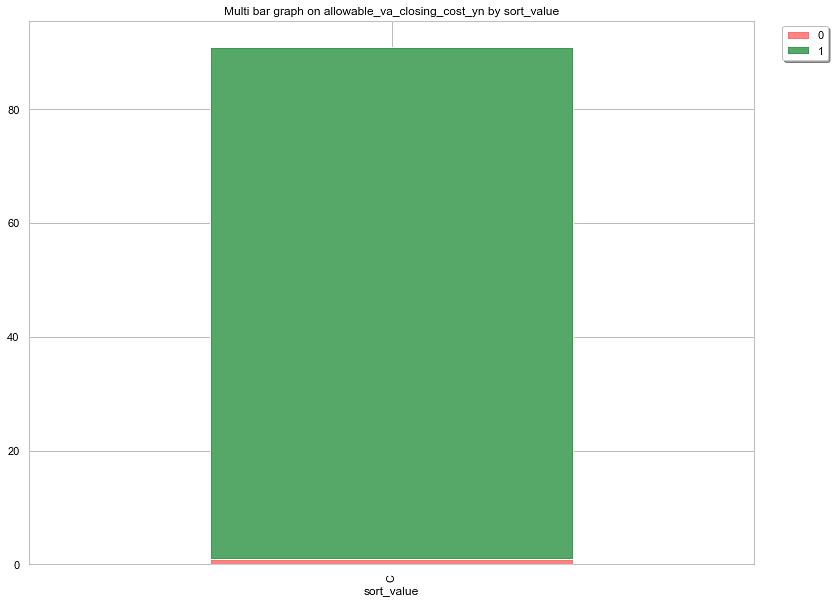 Multi bar graph on allowable_va_closing_cost_yn by sort_value
0
1
80
60
40
20
0
C
sort_value